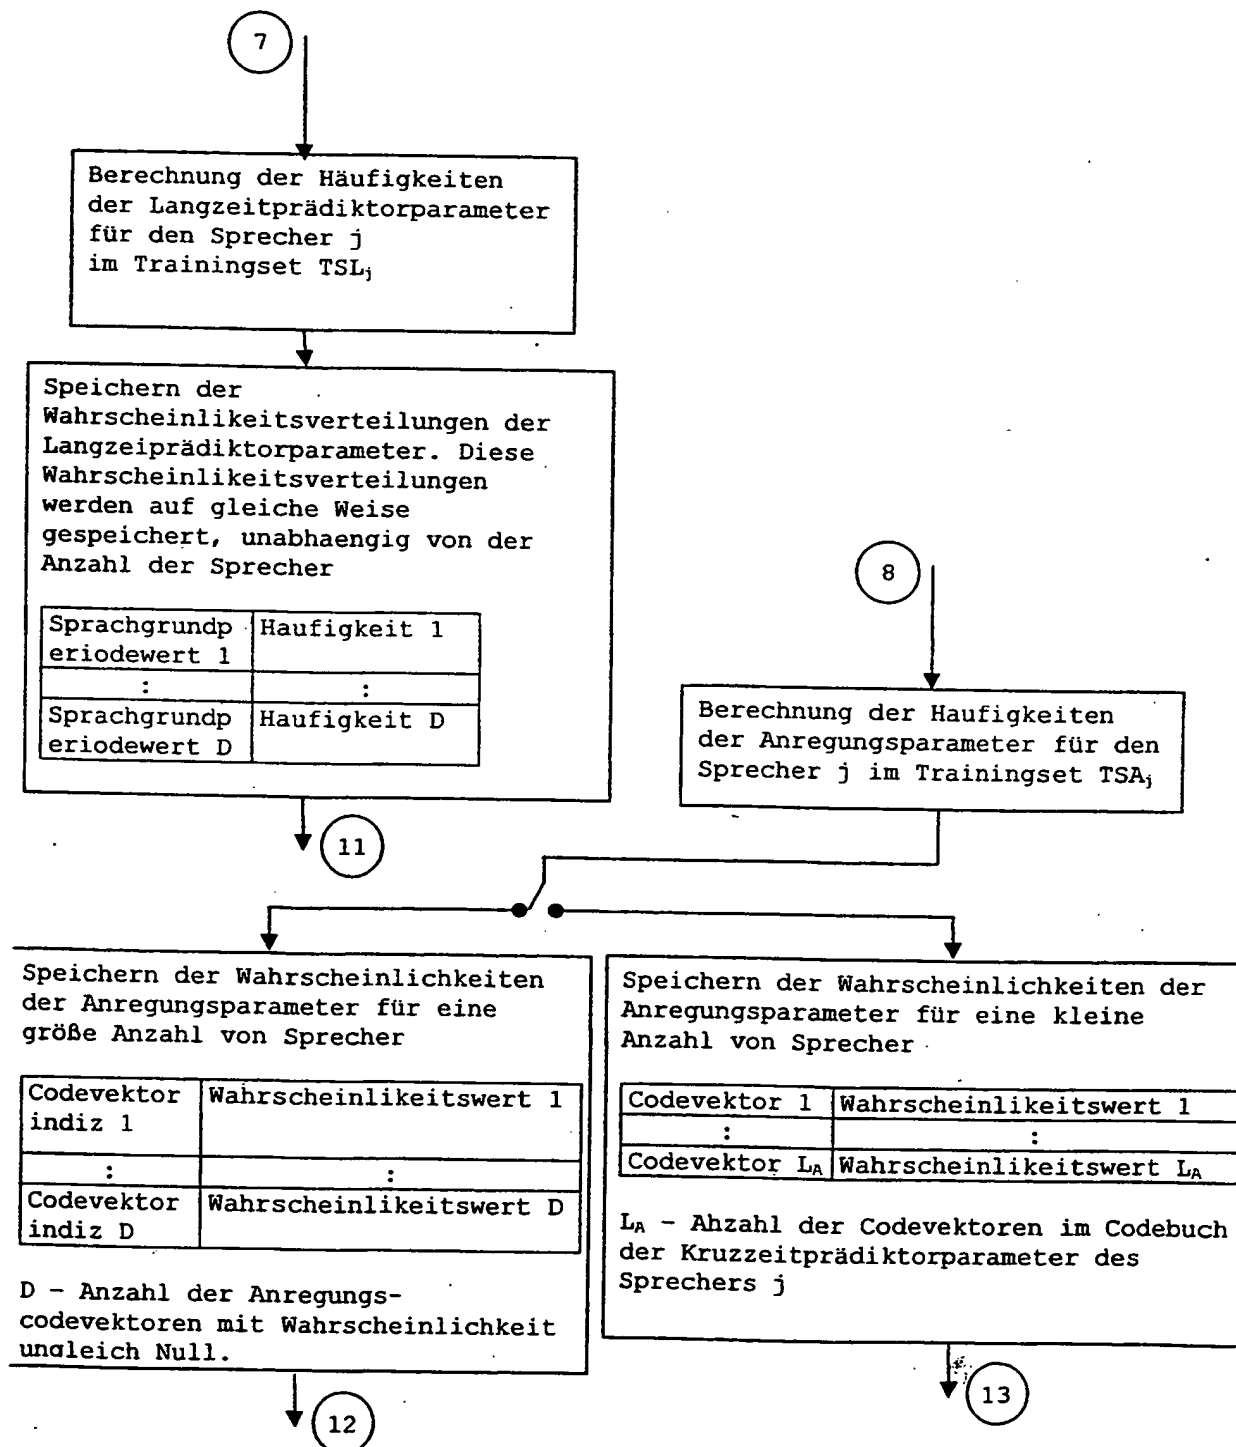 7
Berechnung der Häufigkeiten
der Langzeitprädiktorparameter
für den Sprecher j
im Trainingset TSLj
Speichern der
Wahrscheinlikeitsverteilungen der
Langzeiprädiktorparameter. Diese
Wahrscheinlikeitsverteilungen
werden auf gleiche Weise
gespeichert, unabhaengig von der
Anzahl der Sprecher
Sprachgrundp Haufigkeit 1
eriodewert 1
: :
Sprachgrundp Haufigkeit D
eriodewert D
11
8
Berechnung der Haufigkeiten
der Anregungsparameter für den
Sprecher j im Trainingset TSAj
Speichern der Wahrscheinlichkeiten
der Anregungsparameter für eine
größe Anzahl von Sprecher
Codevektor Wahrscheinlikeitswert 1
indiz 1
: :
Codevektor Wahrscheinlikeitswert D
indiz D
D - Anzahl der Anregungs-
codevektoren mit Wahrscheinlichkeit
ungleich Null.
12
Speichern der Wahrscheinlichkeiten der
Anregungsparameter für eine kleine
Anzahl von Sprecher
Codevektor 1 Wahrscheinlikeitswert 1
: :
Codevektor LA Wahrscheinlikeitswert LA
LA - Ahzahl der Codevektoren im Codebuch
der Kruzzeitprädiktorparameter des
Sprechers j
13